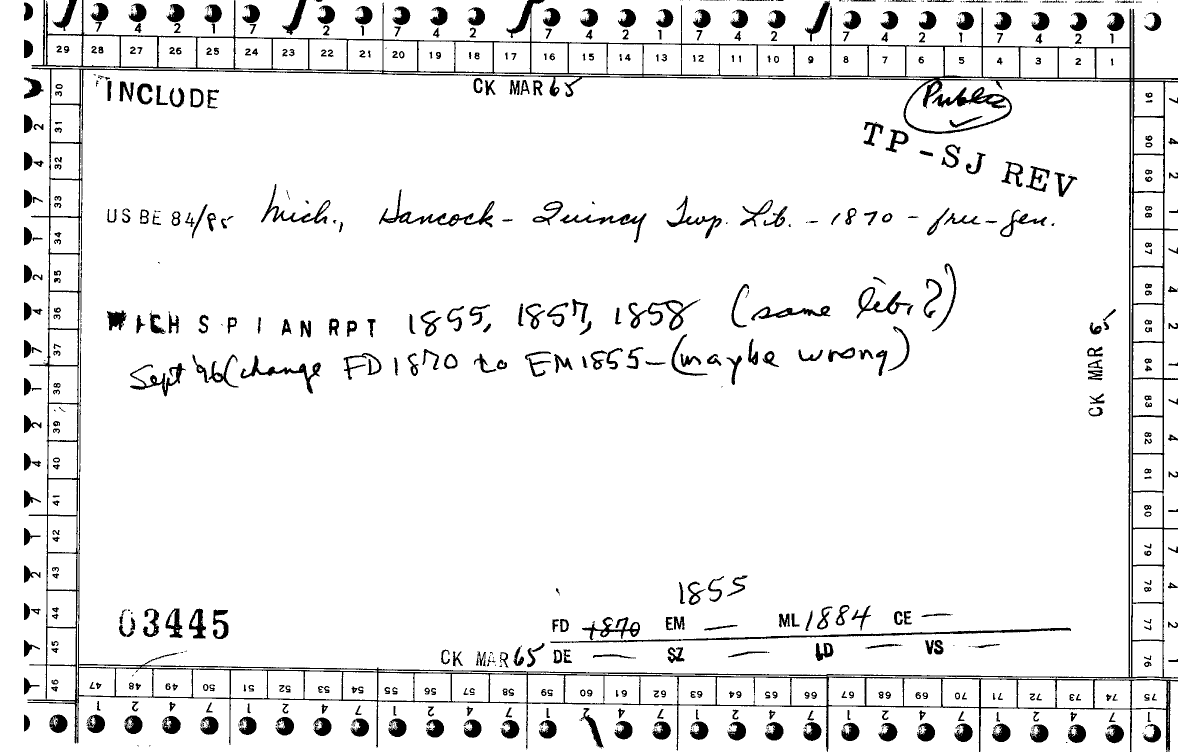 7 4 2 1 7 2 1 7 4 2 7 4 2 1 7 4 2 7 4 2 1 7 4 2 1
29 28 27 26 25 24 23 22 21 20 19 18 17 16 15 14 13 12 11 10 9 8 7 6 5 4 3 2 1
INCLUDE
CK MAR 65
Public
TP-SJ REV
US BE 84/85 Mich., Hancock - Quincy Twp. Lib. - 1870 - free - gen.
MICH S P I AN RPT 1855, 1857, 1858 (same libr?)
Sept '96 (change FD 1870 to EM 1855 - (maybe wrong)
CK MAR 65
30 31 32 33 34 35 36 37 38 39 40 41 42 43 44 45 46
91 90 89 88 87 86 85 84 83 82 81 80 79 78 77 76 75
1855
03445
FD 1870 EM — ML 1884 CE —
CK MAR 65 DE — SZ — LD — VS —
47 48 49 50 51 52 53 54 55 56 57 58 59 60 61 62 63 64 65 66 67 68 69 70 71 72 73 74 75
1 2 4 7 1 2 4 7 1 2 4 7 1 2 4 7 1 2 4 7 1 2 4 7 1 2 4 7 1